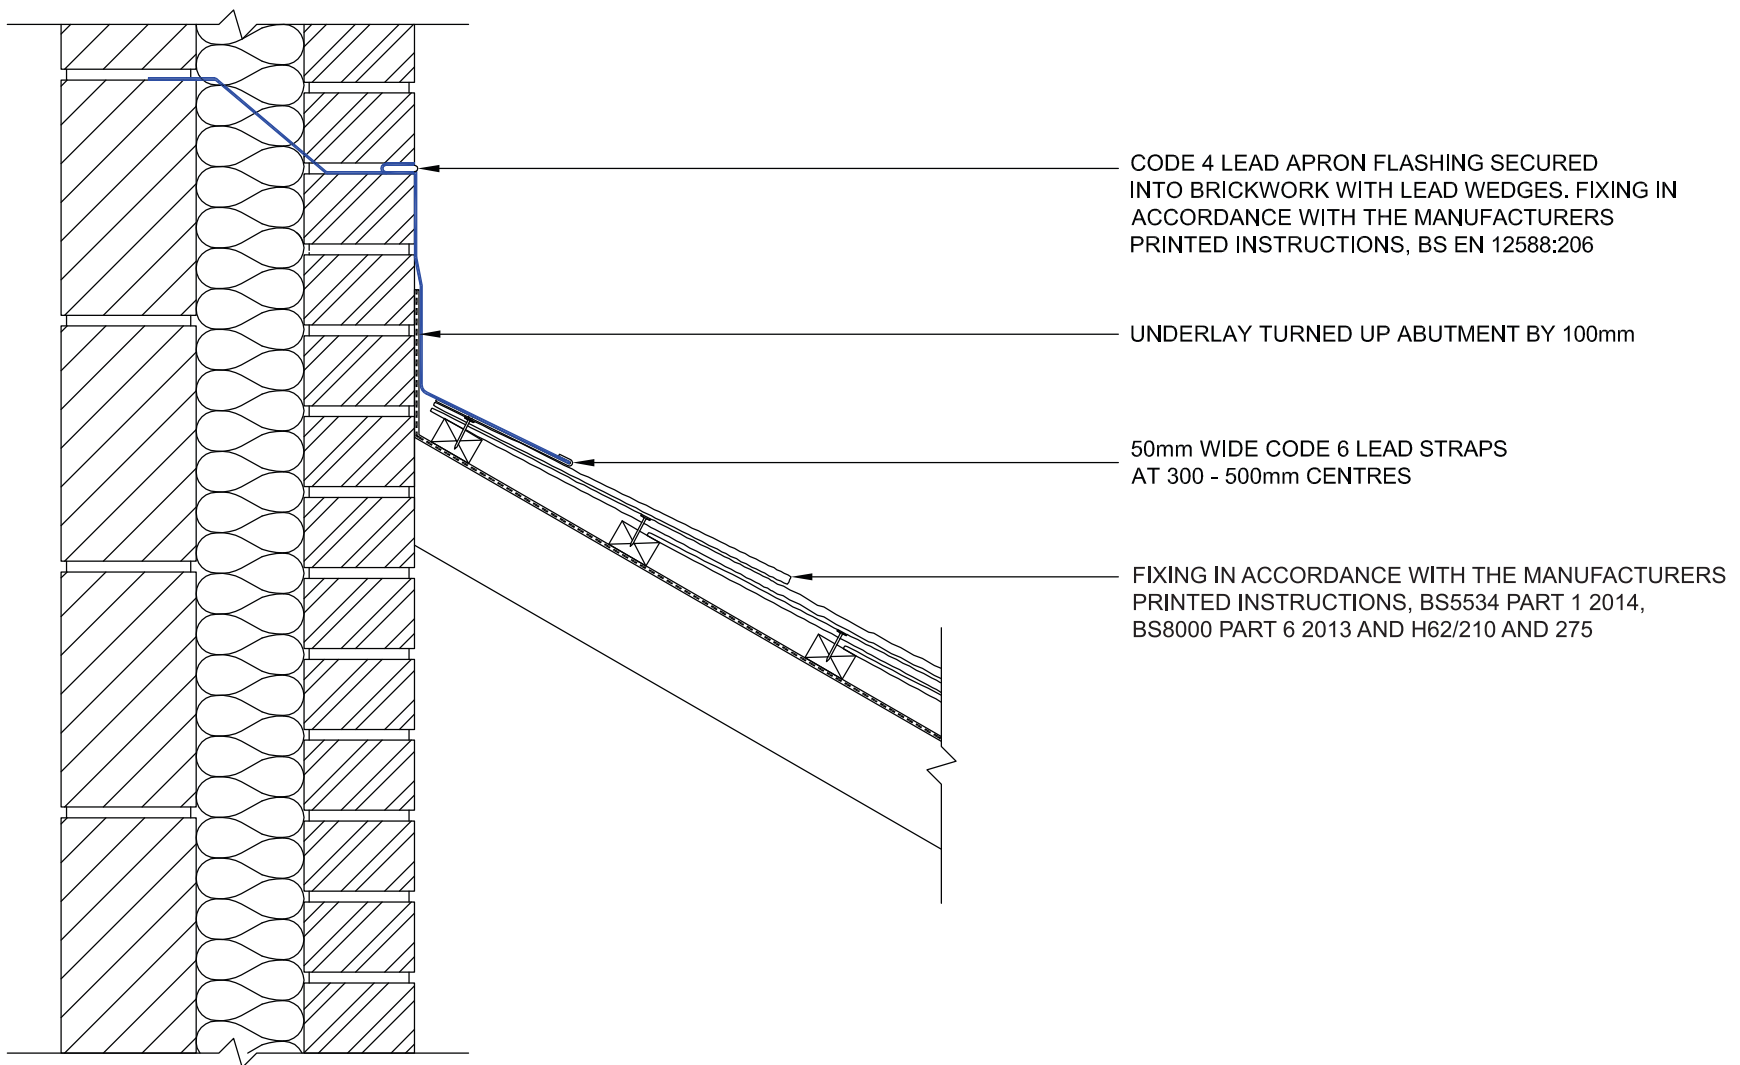 CODE 4 LEAD APRON FLASHING SECURED
INTO BRICKWORK WITH LEAD WEDGES. FIXING IN
ACCORDANCE WITH THE MANUFACTURERS
PRINTED INSTRUCTIONS, BS EN 12588:206
UNDERLAY TURNED UP ABUTMENT BY 100mm
50mm WIDE CODE 6 LEAD STRAPS
AT 300 - 500mm CENTRES
FIXING IN ACCORDANCE WITH THE MANUFACTURERS
PRINTED INSTRUCTIONS, BS5534 PART 1 2014,
BS8000 PART 6 2013 AND H62/210 AND 275